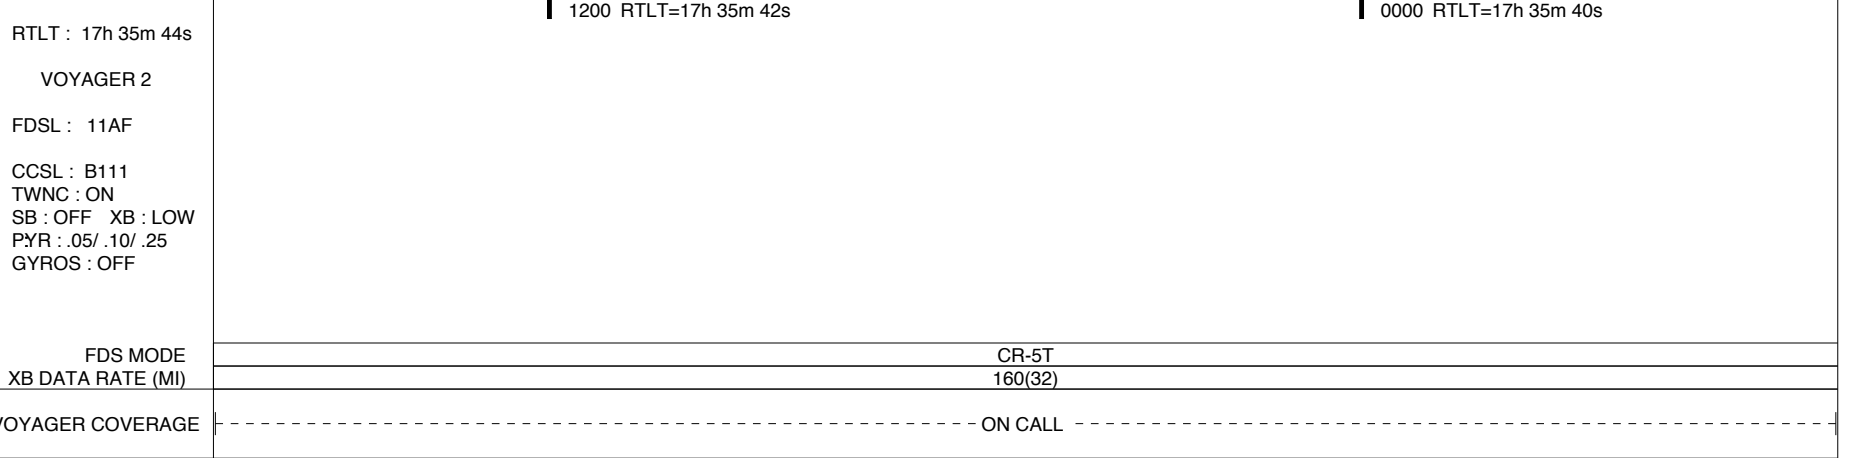 1200 RTLT=17h 35m 42s 0000 RTLT=17h 35m 40s
RTLT : 17h 35m 44s
VOYAGER 2
FDSL : 11AF
CCSL : B111
TWNC : ON
SB : OFF XB : LOW
PYR : .05/ .10/ .25
GYROS : OFF
FDS MODE CR-5T
XB DATA RATE (MI) 160(32)
VOYAGER COVERAGE ON CALL